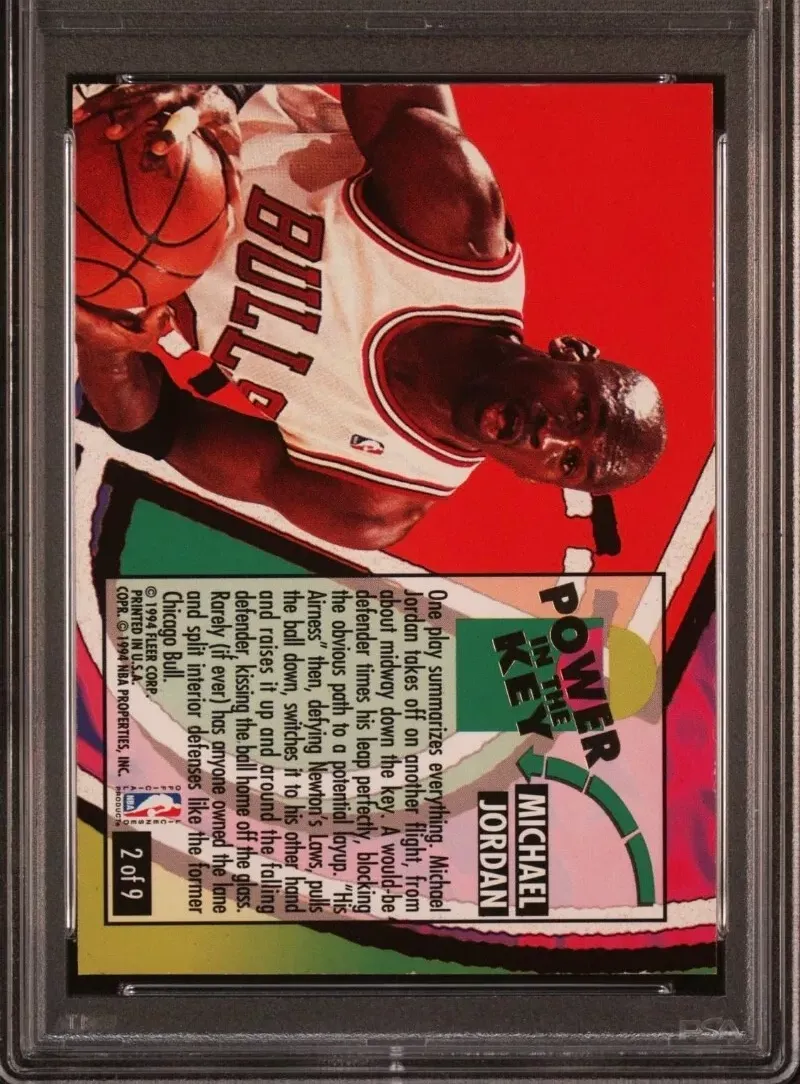 BULL
POWER
IN THE
KEY
MICHAEL
JORDAN
One play summarizes everything. Michael
Jordan takes off on another flight, from
about midway down the key. A would-be
defender times his leap perfectly, blocking
the obvious path to a potential layup. "His
Airness" then, defying Newton's Laws, pulls
the ball down, switches it to his other hand
and raises it up and around the falling
defender, kissing the ball home off the glass.
Rarely (if ever) has anyone owned the lane
and split interior defenses like the former
Chicago Bull.
© 1994 FLEER CORP.
PRINTED IN U.S.A.
COPR. © 1994 NBA PROPERTIES, INC.
OFFICIAL LICENSED
NBA
PRODUCT
2 of 9
PSA